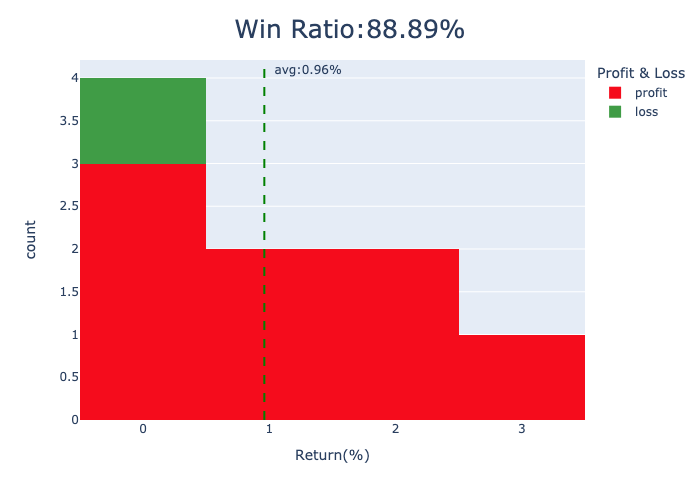 Win Ratio:88.89%
avg:0.96%
Profit & Loss
profit
loss
4
3.5
3
2.5
2
1.5
1
0.5
0
count
0
1
2
3
Return(%)